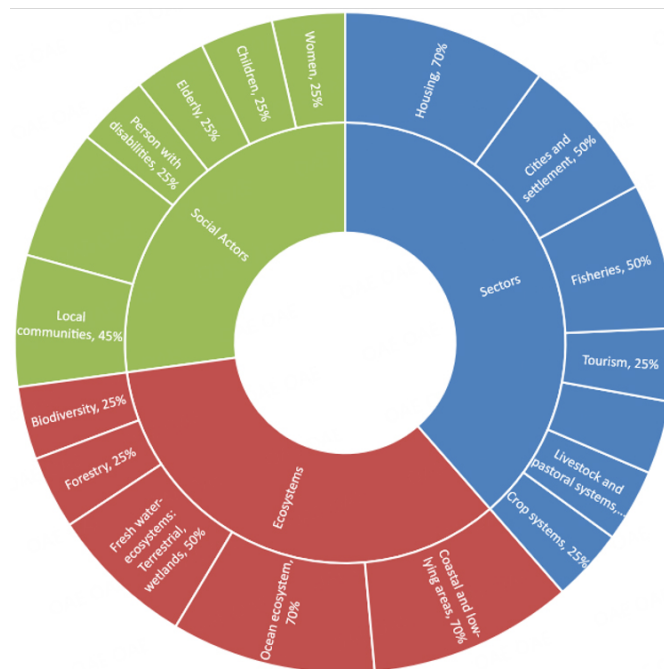 Sectors
Housing, 70%
Cities and
settlement, 50%
Fisheries, 50%
Tourism, 25%
Livestock and
pastoral systems,...
Crop systems, 25%
Ecosystems
Coastal and low-
lying areas, 70%
Ocean ecosystem,
70%
Fresh water-
ecosystems:
Terrestrial,
wetlands, 50%
Forestry, 25%
Biodiversity, 25%
Social Actors
Local
communities, 45%
Person with
disabilities, 25%
Elderly, 25%
Children, 25%
Women, 25%